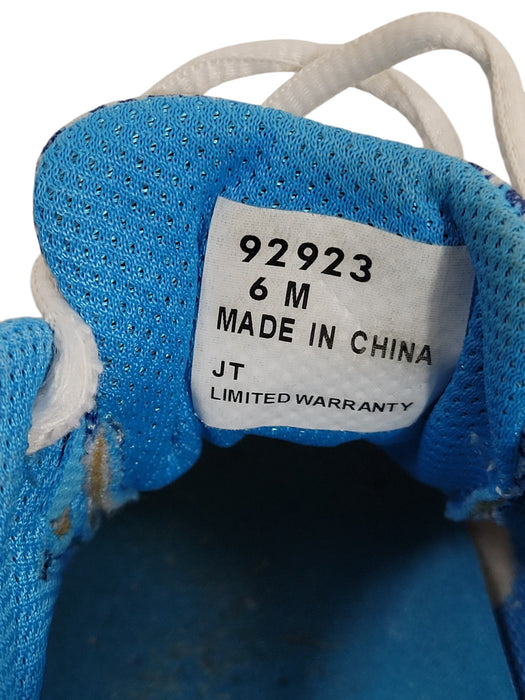 92923
6 M
MADE IN CHINA
JT
LIMITED WARRANTY